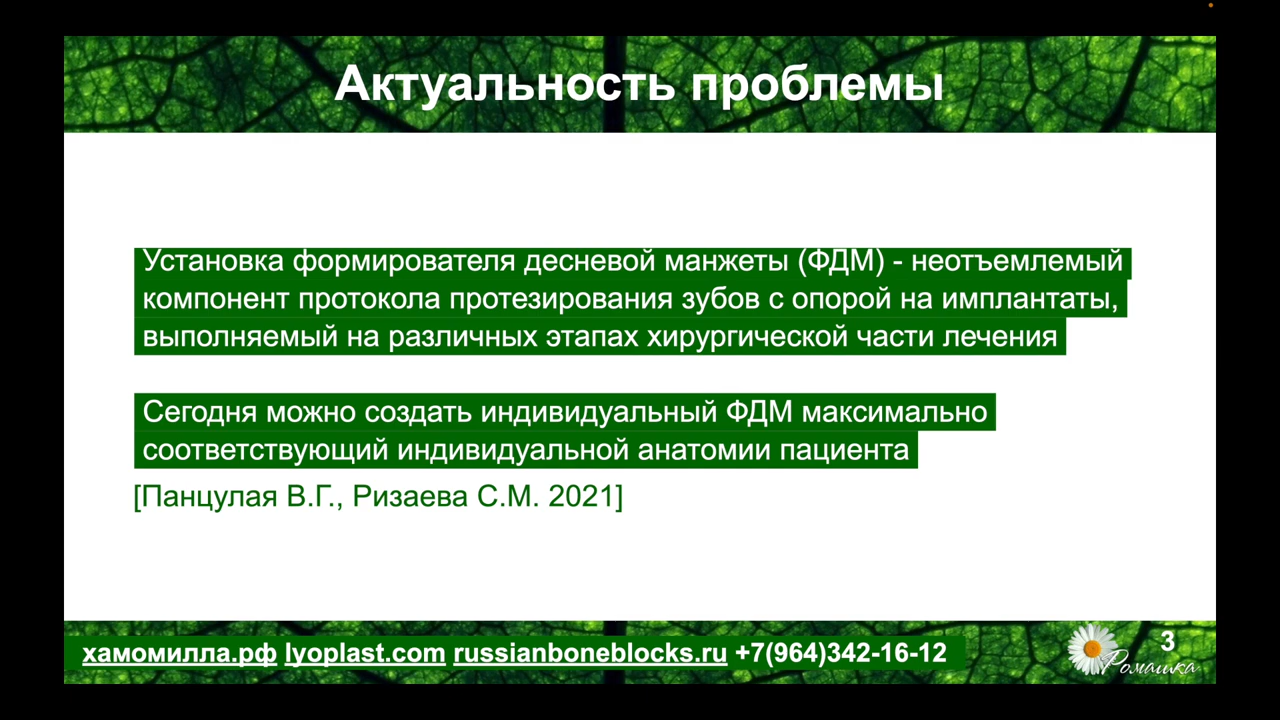 Актуальность проблемы
Установка формирователя десневой манжеты (ФДМ) - неотъемлемый
компонент протокола протезирования зубов с опорой на имплантаты,
выполняемый на различных этапах хирургической части лечения
Сегодня можно создать индивидуальный ФДМ максимально
соответствующий индивидуальной анатомии пациента
[Панцулая В.Г., Ризаева С.М. 2021]
хамомилла.рф lyoplast.com russianboneblocks.ru +7(964)342-16-12
3
Ромашка